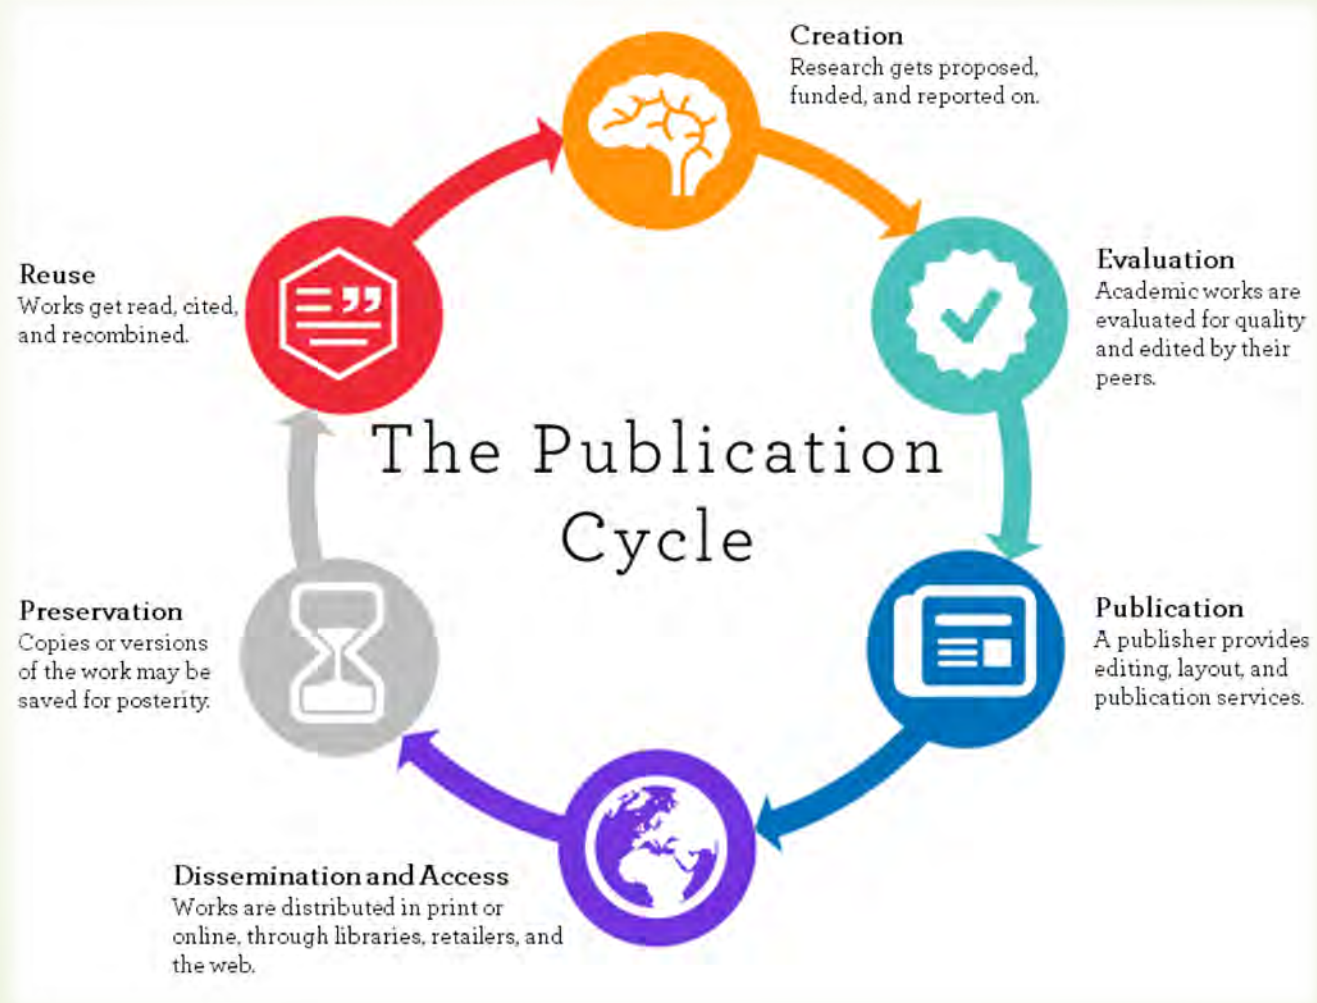 Creation
Research gets proposed,
funded, and reported on.
Evaluation
Academic works are
evaluated for quality
and edited by their
peers.
Publication
A publisher provides
editing, layout, and
publication services.
Dissemination and Access
Works are distributed in print or
online, through libraries, retailers, and
the web.
Preservation
Copies or versions
of the work may be
saved for posterity.
Reuse
Works get read, cited,
and recombined.
The Publication
Cycle